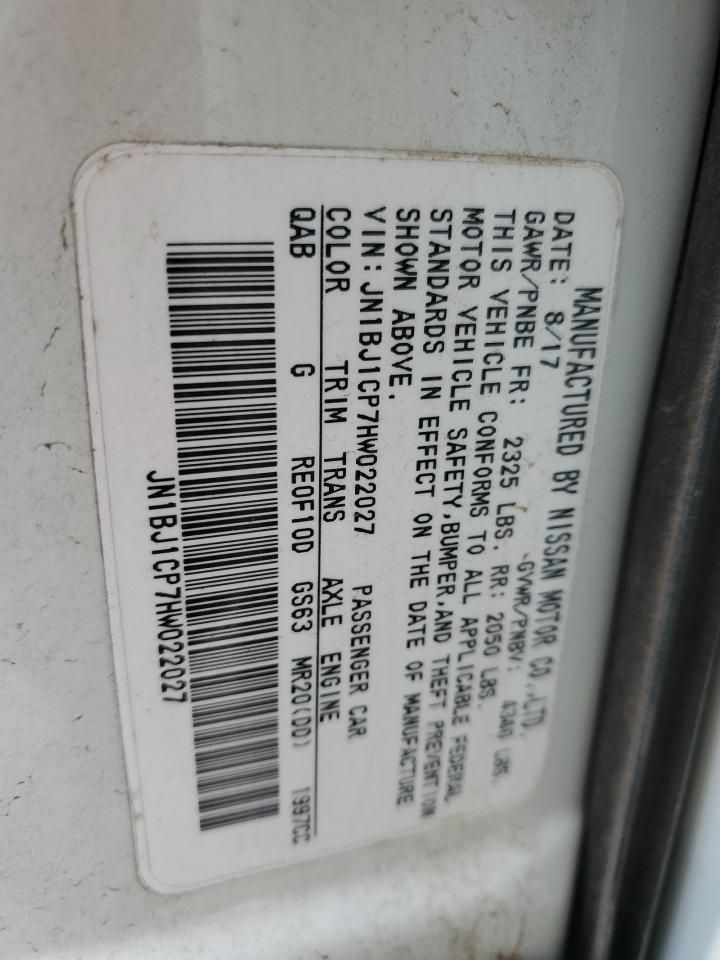 MANUFACTURED BY NISSAN MOTOR CO.,LTD.
DATE: 8/17 GVWR/PNBV: 4340 LBS.
GAWR/PNBE FR: 2325 LBS. RR: 2050 LBS.
THIS VEHICLE CONFORMS TO ALL APPLICABLE FEDERAL
MOTOR VEHICLE SAFETY,BUMPER,AND THEFT PREVENTION
STANDARDS IN EFFECT ON THE DATE OF MANUFACTURE
SHOWN ABOVE.
VIN: JN1BJ1CP7HW022027 PASSENGER CAR
COLOR TRIM TRANS AXLE ENGINE
QAB G RE0F10D GS63 MR20(DD) 1997CC
JN1BJ1CP7HW022027